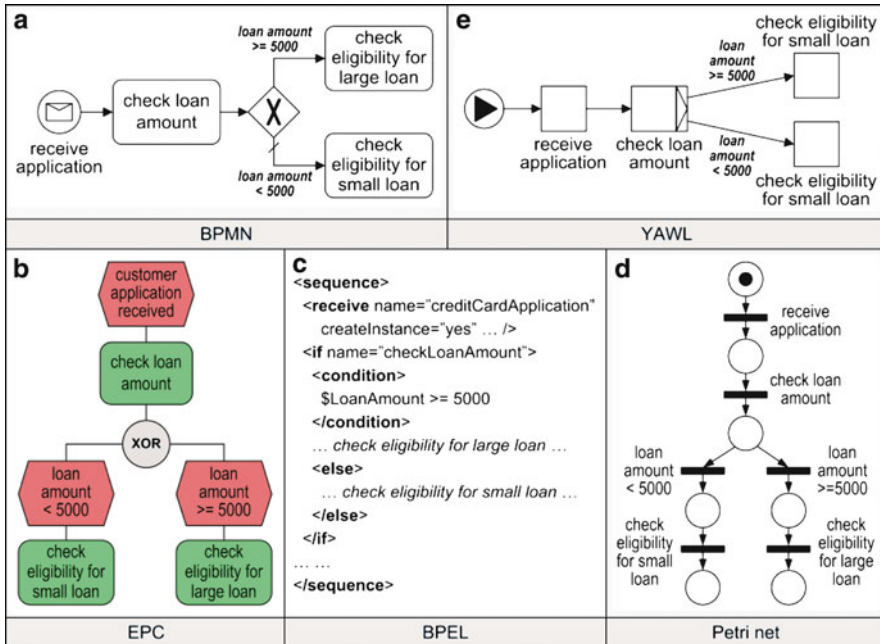 a
loan amount
>= 5000
check
eligibility for
large loan
check loan
amount
X
receive
application
loan amount
< 5000
check
eligibility for
small loan
BPMN
e
check eligibility
for small loan
loan
amount
>= 5000
receive
application
check loan
amount
loan
amount
< 5000
check eligibility
for small loan
YAWL
b
customer
application
received
check loan
amount
XOR
loan
amount
< 5000
loan
amount
>= 5000
check
eligibility for
small loan
check
eligibility for
large loan
EPC
c
<sequence>
<receive name="creditCardApplication"
createInstance="yes" … />
<if name="checkLoanAmount">
<condition>
$LoanAmount >= 5000
</condition>
… check eligibility for large loan …
<else>
… check eligibility for small loan …
</else>
</if>
… …
</sequence>
BPEL
d
receive
application
check loan
amount
loan
amount
< 5000
loan
amount
>=5000
check
eligibility for
small loan
check
eligibility for
large loan
Petri net